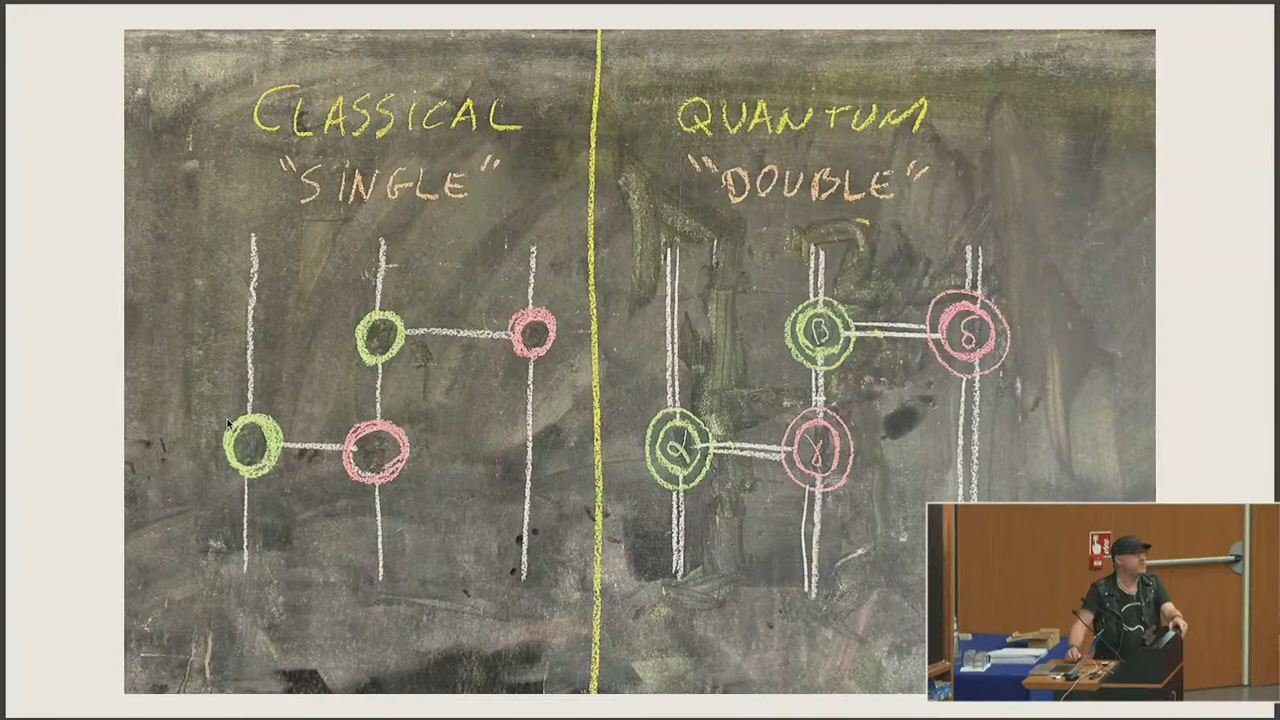 CLASSICAL
"SINGLE"
QUANTUM
"DOUBLE"
β δ
α γ